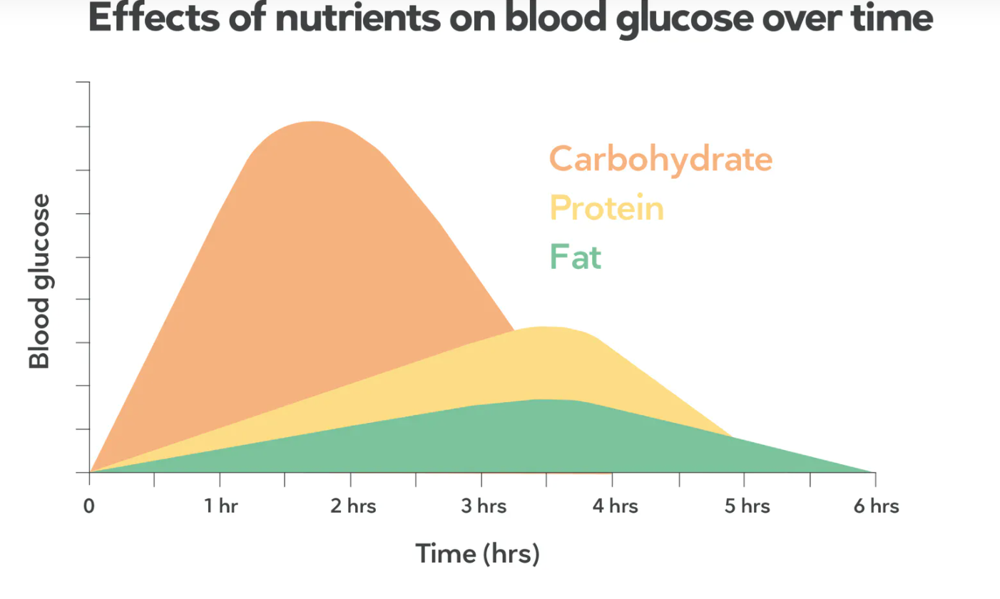 Effects of nutrients on blood glucose over time
Carbohydrate
Protein
Fat
Blood glucose
0 1 hr 2 hrs 3 hrs 4 hrs 5 hrs 6 hrs
Time (hrs)